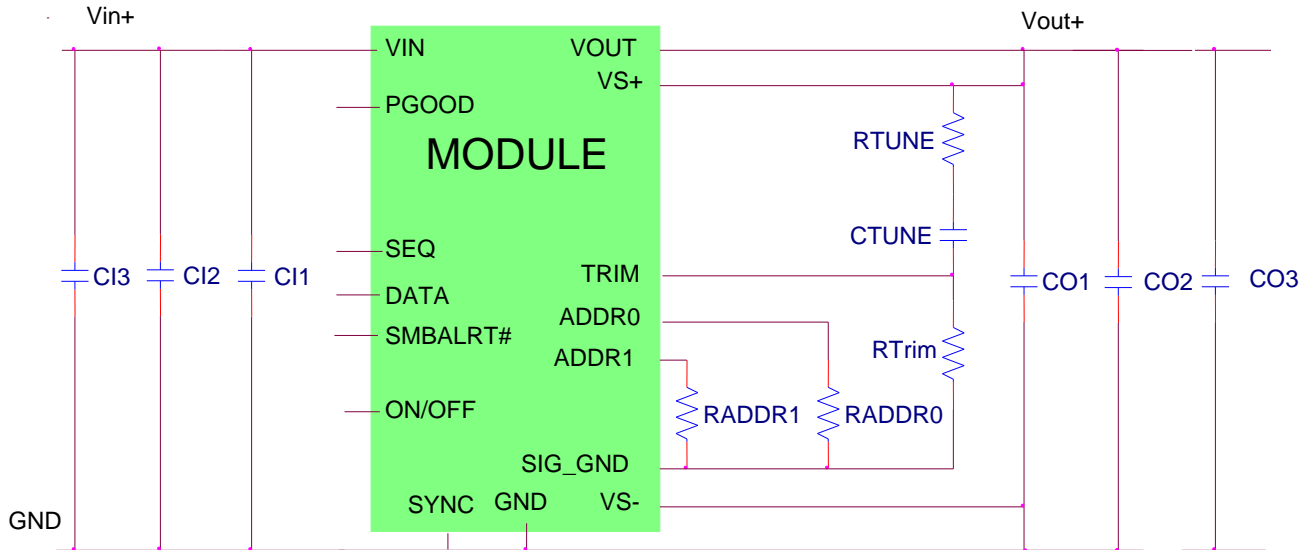 Vin+
Vout+
VIN
VOUT
VS+
PGOOD
MODULE
RTUNE
CTUNE
SEQ
TRIM
CI3
CI2
CI1
CO1
CO2
CO3
DATA
ADDR0
SMBALRT#
ADDR1
RTrim
ON/OFF
RADDR1
RADDR0
SIG_GND
SYNC
GND
VS-
GND